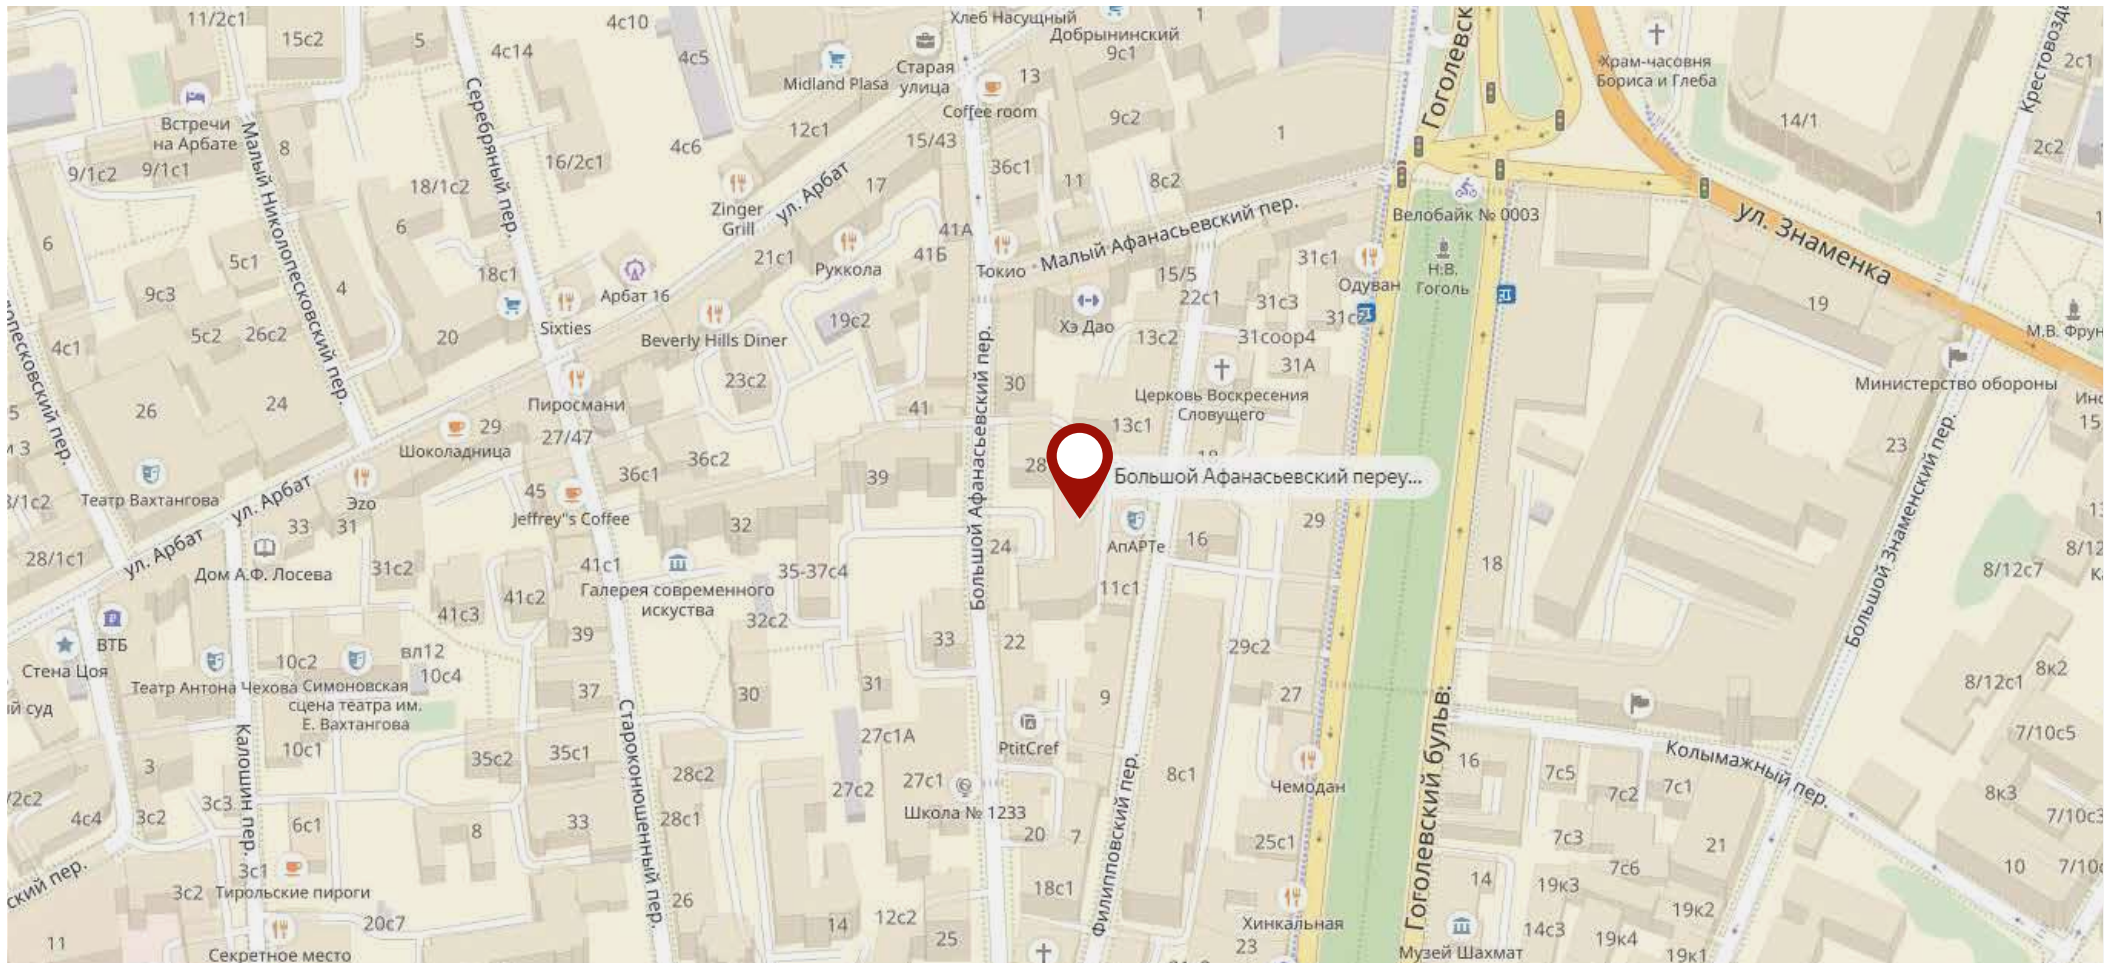 11/2с1
15с2
5
4с14
4с10
4с5
Хлеб Насущный
Добрынинский
9с1
1
Midland Plasa
Старая
улица
13
Coffee room
9с2
12с1
15/43
4с6
Гоголевск
Храм-часовня
Бориса и Глеба
14/1
Крестовозд
2с1
2с2
Встречи
на Арбате
9/1с2
9/1с1
8
Малый Николопесковский пер.
Серебряный пер.
16/2с1
18/1с2
6
Zinger
Grill
ул. Арбат
17
36с1
11
8с2
1
Малый Афанасьевский пер.
Велобайк № 0003
ул. Знаменка
6
5с1
4
9с3
18с1
Арбат 16
21с1
Руккола
41А
41Б
Токио
15/5
22с1
31с1
31с3
Одуван
Н.В.
Гоголь
19
М.В. Фрун
4с1
5с2
26с2
20
Sixties
Beverly Hills Diner
19с2
Хэ Дао
13с2
31соор4
31А
Министерство обороны
26
24
Пиросмани
23с2
30
Церковь Воскресения
Словущего
41
13с1
29
Шоколадница
27/47
36с1
36с2
39
28
18
Большой Афанасьевский переу...
23
Большой Афанасьевский пер.
Театр Вахтангова
ул. Арбат
Эzo
45
Jeffrey"s Coffee
32
33
31
ул. Арбат
28/1с1
Дом А.Ф. Лосева
31с2
41с1
Галерея современного
искуства
35-37с4
24
АпАРТе
16
29
18
11с1
8/12с7
41с3
41с2
39
32с2
33
22
29с2
ВТБ
Стена Цоя
Театр Антона Чехова
10с2
вл12
10с4
Симоновская
сцена театра им.
Е. Вахтангова
37
30
31
9
27
Большой Знаменский пер.
8/12с1
8к2
7/10с5
10с1
3
35с2
35с1
28с2
27с1А
PtitCref
8с1
Чемодан
16
Колымажный пер.
7с5
7с2
7с1
8к3
7/10с3
Калошин пер.
3с3
3с2
4с4
6с1
8
33
28с1
27с2
27с1
Школа № 1233
20
7
25с1
7с3
7с6
21
10
Староконюшенный пер.
Филипповский пер.
Гоголевский бульв.
3с1
Тирольские пироги
3с2
20с7
26
14
12с2
25
18с1
Хинкальная
23
14
19к3
14с3
19к2
19к4
19к1
11
Секретное место
Музей Шахмат